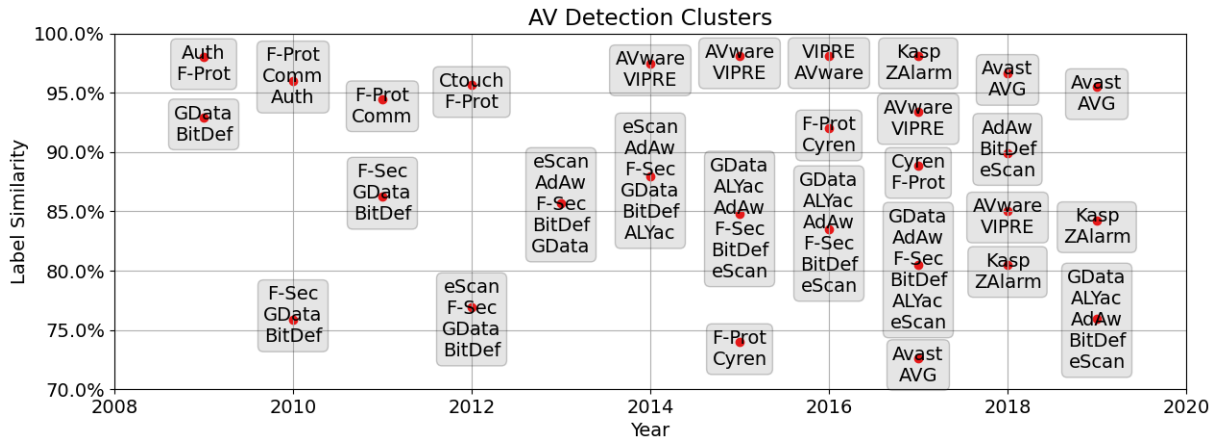 AV Detection Clusters
Label Similarity
100.0%
95.0%
90.0%
85.0%
80.0%
75.0%
70.0%
Auth
F-Prot
GData
BitDef
F-Prot
Comm
Auth
F-Sec
GData
BitDef
F-Prot
Comm
F-Sec
GData
BitDef
Ctouch
F-Prot
eScan
F-Sec
GData
BitDef
eScan
AdAw
F-Sec
BitDef
GData
AVware
VIPRE
eScan
AdAw
F-Sec
GData
BitDef
ALYac
AVware
VIPRE
GData
ALYac
AdAw
F-Sec
BitDef
eScan
F-Prot
Cyren
VIPRE
AVware
F-Prot
Cyren
GData
ALYac
AdAw
F-Sec
BitDef
eScan
Kasp
ZAlarm
AVware
VIPRE
Cyren
F-Prot
GData
AdAw
F-Sec
BitDef
ALYac
eScan
Avast
AVG
Avast
AVG
AdAw
BitDef
eScan
AVware
VIPRE
Kasp
ZAlarm
Avast
AVG
Kasp
ZAlarm
GData
ALYac
AdAw
BitDef
eScan
2008
2010
2012
2014
2016
2018
2020
Year